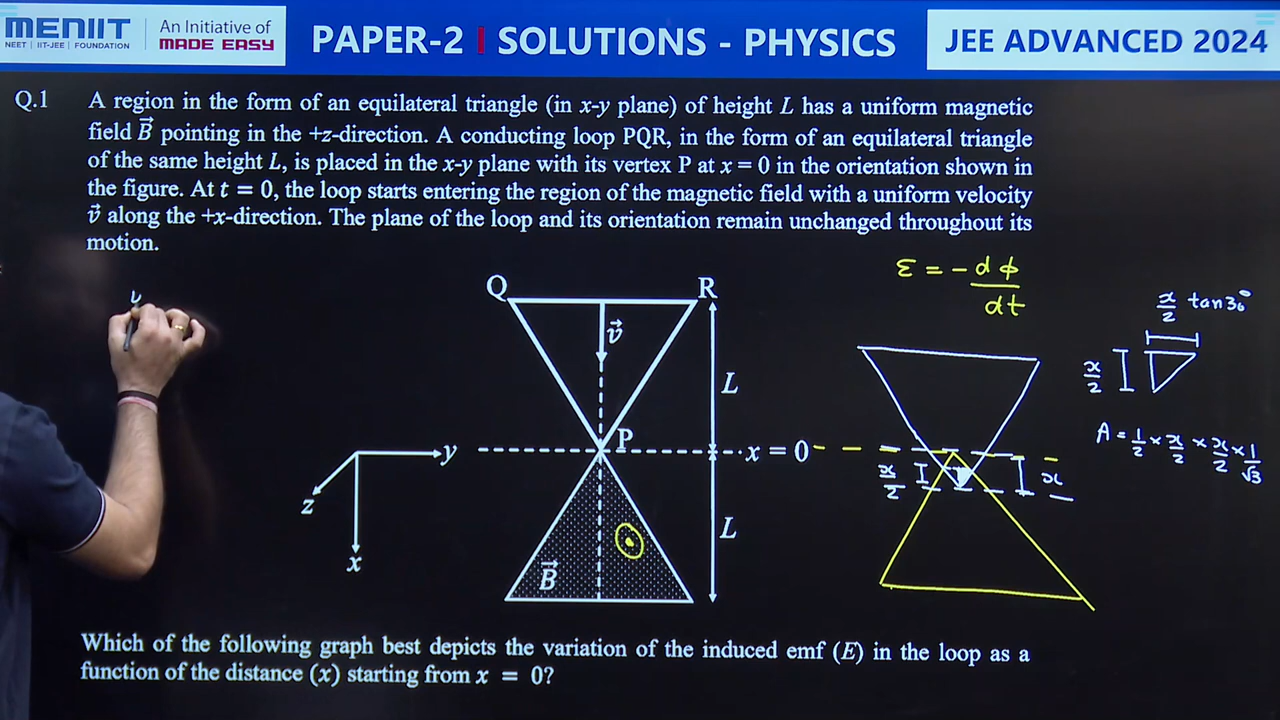 MENIIT
NEET | IIT-JEE | FOUNDATION
An Initiative of
MADE EASY
PAPER-2 | SOLUTIONS - PHYSICS
JEE ADVANCED 2024
Q.1 A region in the form of an equilateral triangle (in x-y plane) of height L has a uniform magnetic
field B⃗ pointing in the +z-direction. A conducting loop PQR, in the form of an equilateral triangle
of the same height L, is placed in the x-y plane with its vertex P at x = 0 in the orientation shown in
the figure. At t = 0, the loop starts entering the region of the magnetic field with a uniform velocity
v⃗ along the +x-direction. The plane of the loop and its orientation remain unchanged throughout its
motion.
ε = - dφ/dt
Q
R
v⃗
L
P
x = 0
y
z
x
L
B⃗
x/2 tan30°
x/2
A = 1/2 × x/2 × x/2 × 1/√3
x/2
x
Which of the following graph best depicts the variation of the induced emf (E) in the loop as a
function of the distance (x) starting from x = 0?